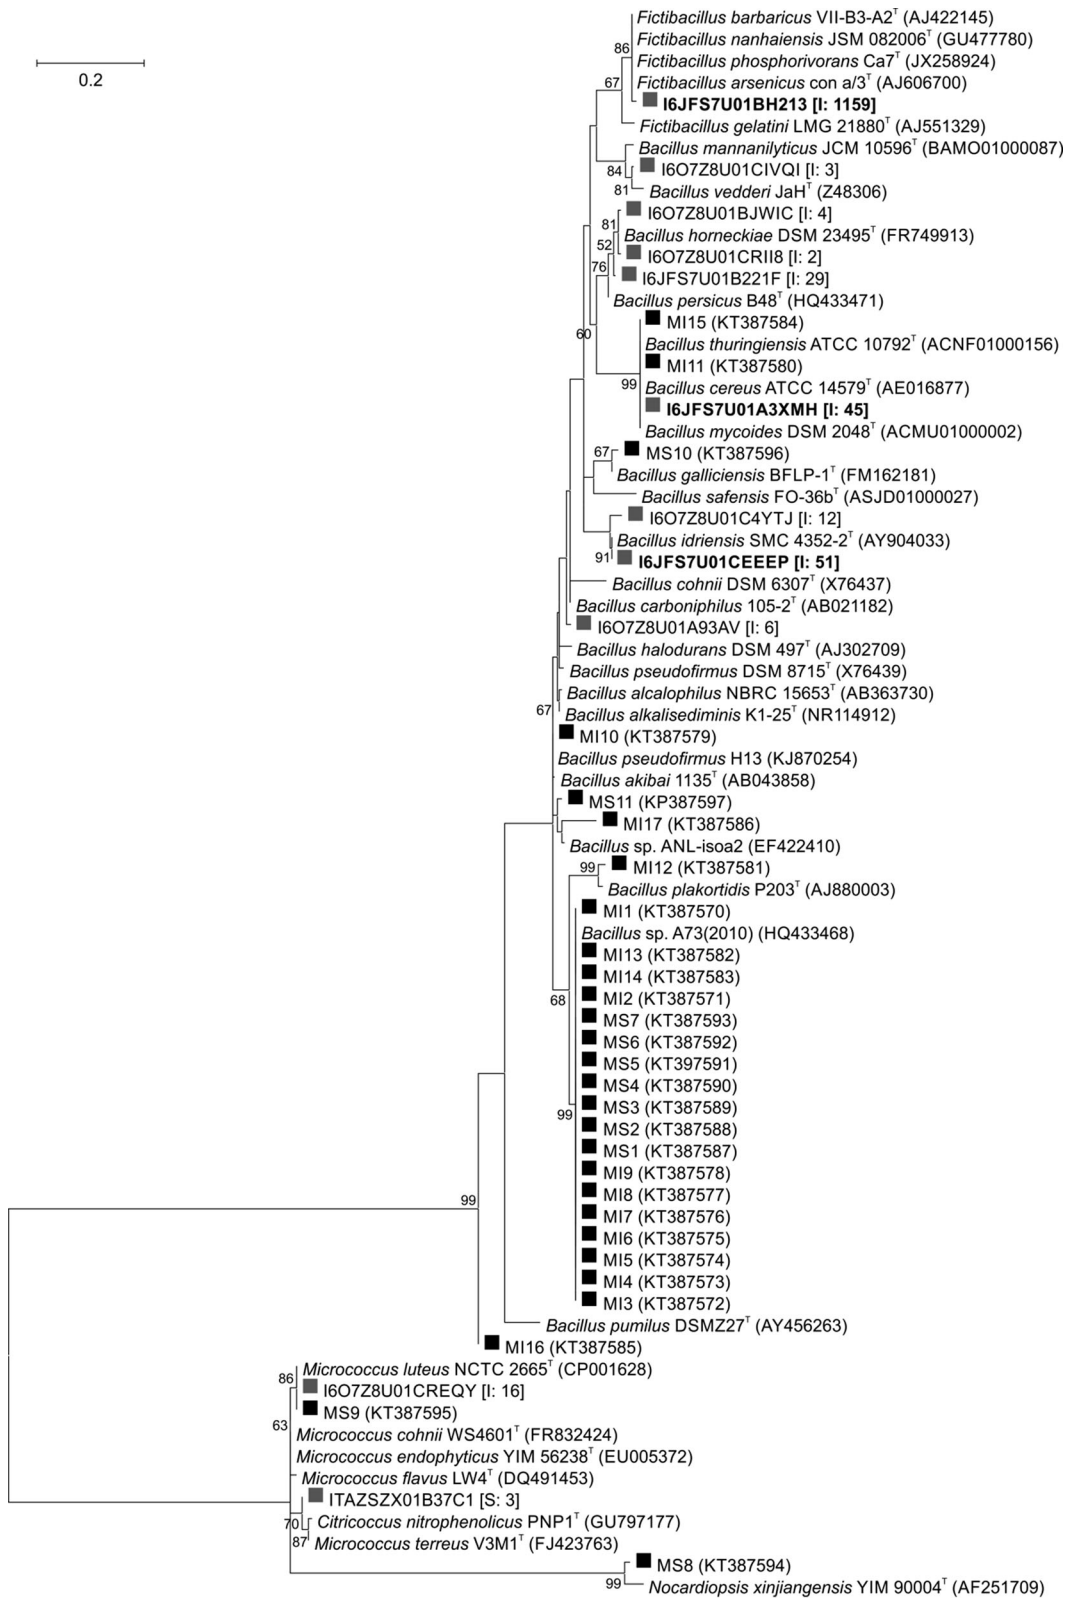 Fictibacillus barbaricus VII-B3-A2ᵀ (AJ422145)
Fictibacillus nanhaiensis JSM 082006ᵀ (GU477780)
86
Fictibacillus phosphorivorans Ca7ᵀ (JX258924)
0.2
67
Fictibacillus arsenicus con a/3ᵀ (AJ606700)
I6JFS7U01BH213 [I: 1159]
Fictibacillus gelatini LMG 21880ᵀ (AJ551329)
Bacillus mannanilyticus JCM 10596ᵀ (BAMO01000087)
84
I6O7Z8U01CIVQI [I: 3]
81
Bacillus vedderi JaHᵀ (Z48306)
I6O7Z8U01BJWIC [I: 4]
81
Bacillus horneckiae DSM 23495ᵀ (FR749913)
52
I6O7Z8U01CRII8 [I: 2]
76
I6JFS7U01B221F [I: 29]
Bacillus persicus B48ᵀ (HQ433471)
MI15 (KT387584)
60
Bacillus thuringiensis ATCC 10792ᵀ (ACNF01000156)
MI11 (KT387580)
99
Bacillus cereus ATCC 14579ᵀ (AE016877)
I6JFS7U01A3XMH [I: 45]
Bacillus mycoides DSM 2048ᵀ (ACMU01000002)
67
MS10 (KT387596)
Bacillus galliciensis BFLP-1ᵀ (FM162181)
Bacillus safensis FO-36bᵀ (ASJD01000027)
I6O7Z8U01C4YTJ [I: 12]
Bacillus idriensis SMC 4352-2ᵀ (AY904033)
91
I6JFS7U01CEEEP [I: 51]
Bacillus cohnii DSM 6307ᵀ (X76437)
Bacillus carboniphilus 105-2ᵀ (AB021182)
I6O7Z8U01A93AV [I: 6]
Bacillus halodurans DSM 497ᵀ (AJ302709)
Bacillus pseudofirmus DSM 8715ᵀ (X76439)
Bacillus alcalophilus NBRC 15653ᵀ (AB363730)
67
Bacillus alkalisediminis K1-25ᵀ (NR114912)
MI10 (KT387579)
Bacillus pseudofirmus H13 (KJ870254)
Bacillus akibai 1135ᵀ (AB043858)
MS11 (KP387597)
MI17 (KT387586)
Bacillus sp. ANL-isoa2 (EF422410)
99
MI12 (KT387581)
Bacillus plakortidis P203ᵀ (AJ880003)
MI1 (KT387570)
Bacillus sp. A73(2010) (HQ433468)
MI13 (KT387582)
MI14 (KT387583)
68
MI2 (KT387571)
MS7 (KT387593)
MS6 (KT387592)
MS5 (KT397591)
MS4 (KT387590)
MS3 (KT387589)
99
MS2 (KT387588)
MS1 (KT387587)
MI9 (KT387578)
MI8 (KT387577)
99
MI7 (KT387576)
MI6 (KT387575)
MI5 (KT387574)
MI4 (KT387573)
MI3 (KT387572)
Bacillus pumilus DSMZ27ᵀ (AY456263)
MI16 (KT387585)
Micrococcus luteus NCTC 2665ᵀ (CP001628)
86
I6O7Z8U01CREQY [I: 16]
MS9 (KT387595)
63
Micrococcus cohnii WS4601ᵀ (FR832424)
Micrococcus endophyticus YIM 56238ᵀ (EU005372)
Micrococcus flavus LW4ᵀ (DQ491453)
ITAZSZX01B37C1 [S: 3]
70
Citricoccus nitrophenolicus PNP1ᵀ (GU797177)
87
Micrococcus terreus V3M1ᵀ (FJ423763)
MS8 (KT387594)
99
Nocardiopsis xinjiangensis YIM 90004ᵀ (AF251709)